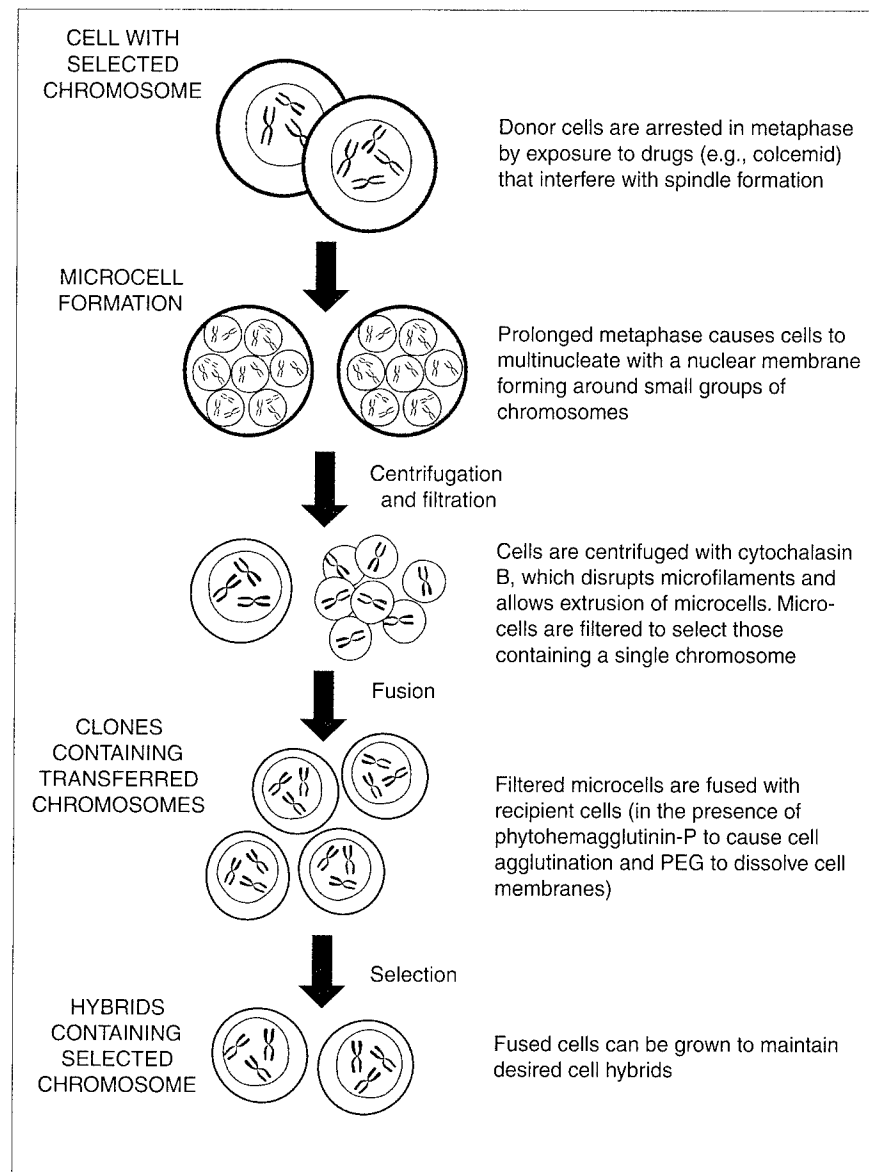 CELL WITH
SELECTED
CHROMOSOME
Donor cells are arrested in metaphase
by exposure to drugs (e.g., colcemid)
that interfere with spindle formation
MICROCELL
FORMATION
Prolonged metaphase causes cells to
multinucleate with a nuclear membrane
forming around small groups of
chromosomes
Centrifugation
and filtration
Cells are centrifuged with cytochalasin
B, which disrupts microfilaments and
allows extrusion of microcells. Micro-
cells are filtered to select those
containing a single chromosome
Fusion
CLONES
CONTAINING
TRANSFERRED
CHROMOSOMES
Filtered microcells are fused with
recipient cells (in the presence of
phytohemagglutinin-P to cause cell
agglutination and PEG to dissolve cell
membranes)
Selection
HYBRIDS
CONTAINING
SELECTED
CHROMOSOME
Fused cells can be grown to maintain
desired cell hybrids